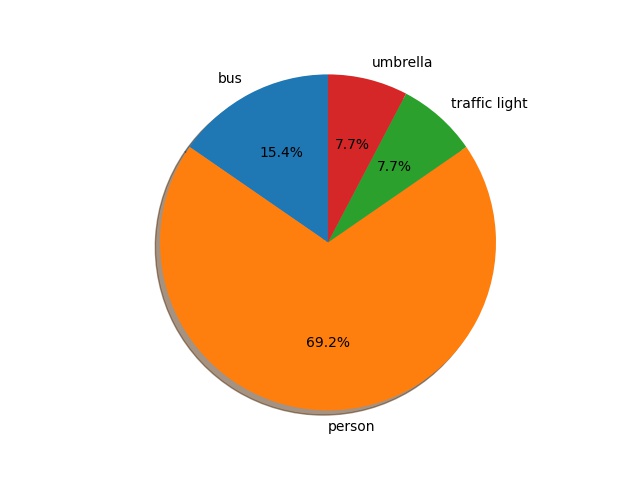 umbrella
bus
traffic light
7.7%
15.4%
7.7%
69.2%
person